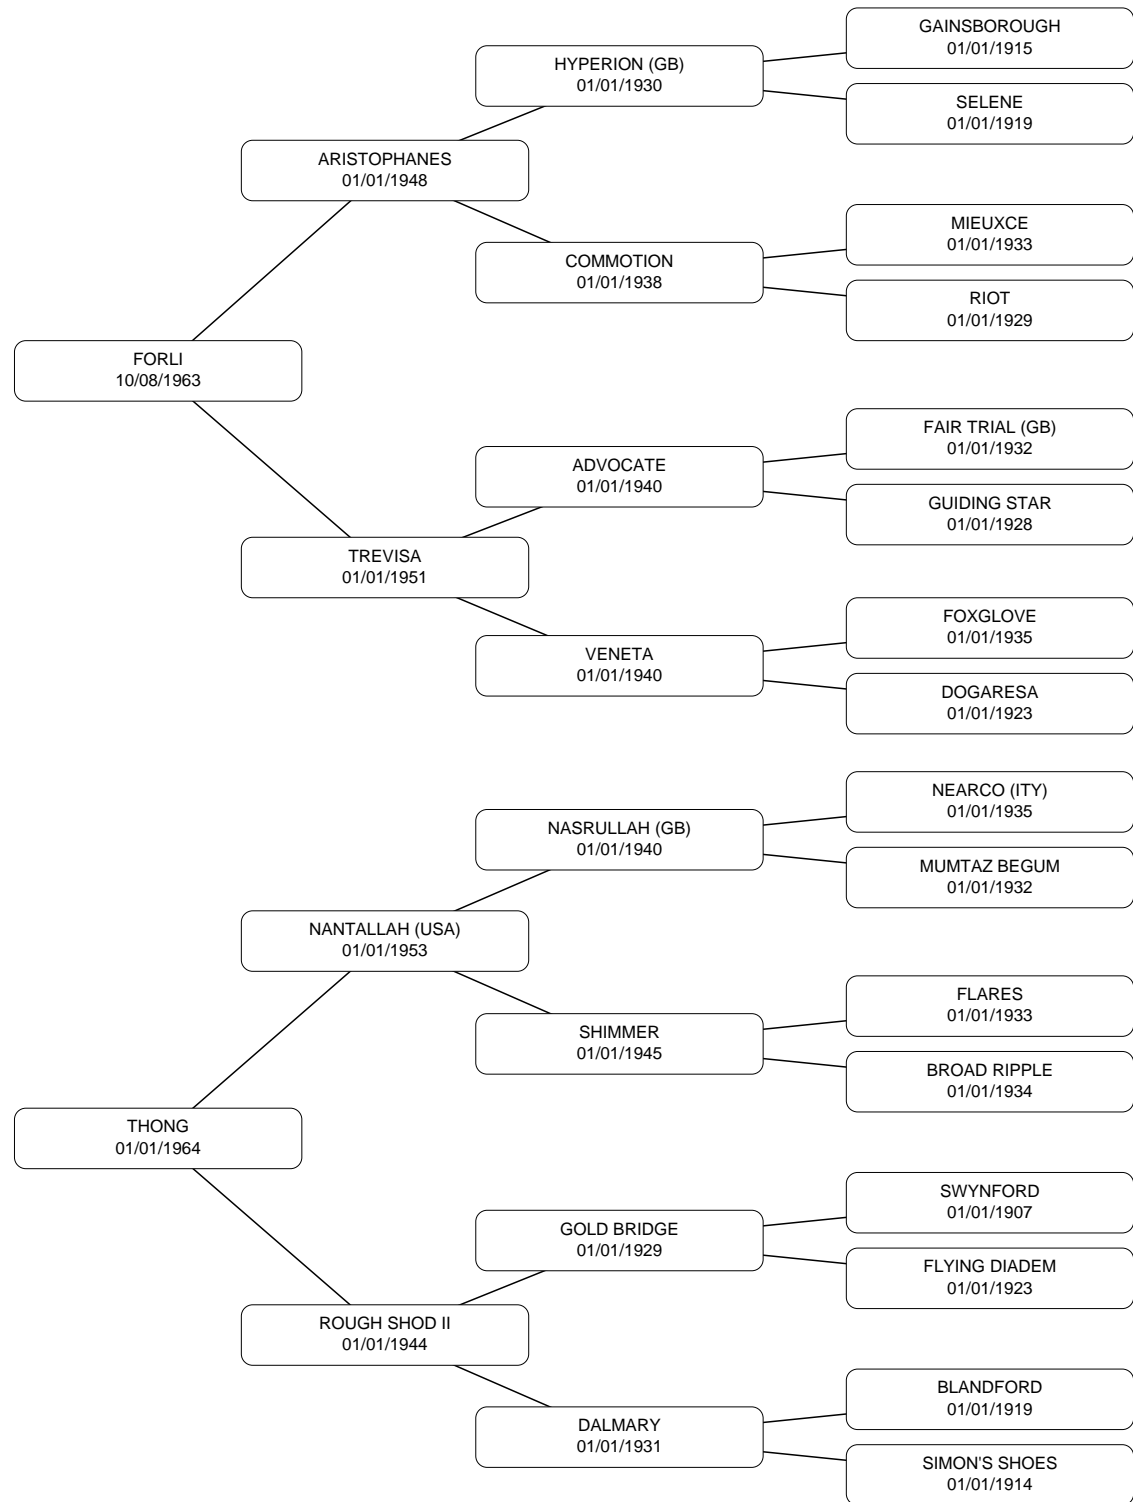 GAINSBOROUGH
01/01/1915
HYPERION (GB)
01/01/1930
SELENE
01/01/1919
ARISTOPHANES
01/01/1948
MIEUXCE
01/01/1933
COMMOTION
01/01/1938
RIOT
01/01/1929
FORLI
10/08/1963
FAIR TRIAL (GB)
01/01/1932
ADVOCATE
01/01/1940
GUIDING STAR
01/01/1928
TREVISA
01/01/1951
FOXGLOVE
01/01/1935
VENETA
01/01/1940
DOGARESA
01/01/1923
NEARCO (ITY)
01/01/1935
NASRULLAH (GB)
01/01/1940
MUMTAZ BEGUM
01/01/1932
NANTALLAH (USA)
01/01/1953
FLARES
01/01/1933
SHIMMER
01/01/1945
BROAD RIPPLE
01/01/1934
THONG
01/01/1964
SWYNFORD
01/01/1907
GOLD BRIDGE
01/01/1929
FLYING DIADEM
01/01/1923
ROUGH SHOD II
01/01/1944
BLANDFORD
01/01/1919
DALMARY
01/01/1931
SIMON'S SHOES
01/01/1914